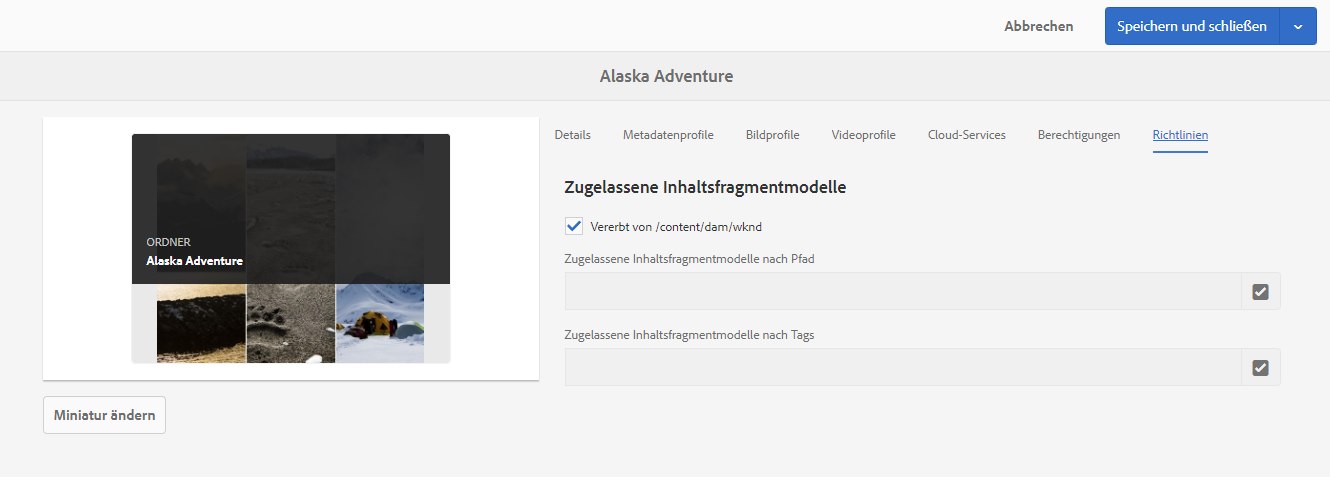 Abbrechen
Speichern und schließen
Alaska Adventure
Details
Metadatenprofile
Bildprofile
Videoprofile
Cloud-Services
Berechtigungen
Richtlinien
ORDNER
Alaska Adventure
Miniatur ändern
Zugelassene Inhaltsfragmentmodelle
Vererbt von /content/dam/wknd
Zugelassene Inhaltsfragmentmodelle nach Pfad
Zugelassene Inhaltsfragmentmodelle nach Tags